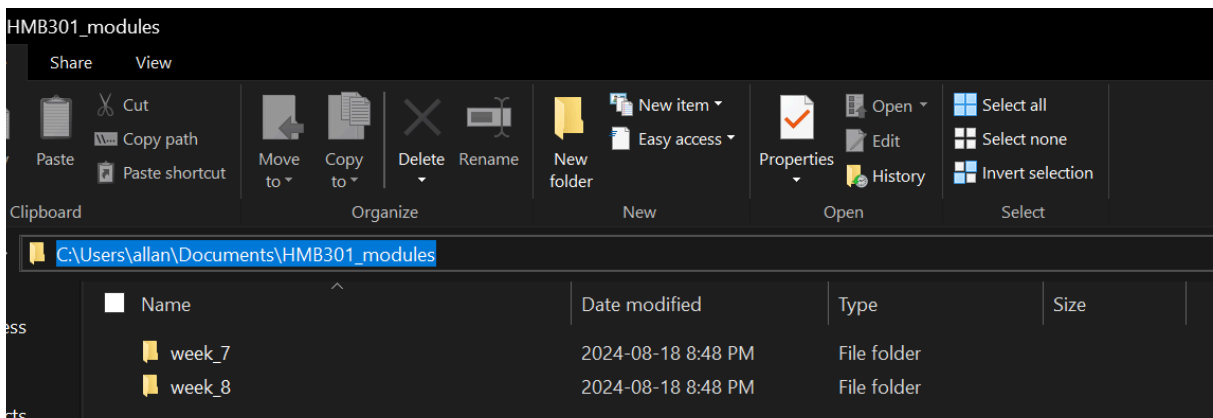 HMB301_modules
Share View
Cut
Copy path
Paste shortcut
Paste
Move to
Copy to
Delete
Rename
New folder
New item
Easy access
Properties
Open
Edit
History
Select all
Select none
Invert selection
Clipboard Organize New Open Select
C:\Users\allan\Documents\HMB301_modules
Name Date modified Type Size
week_7 2024-08-18 8:48 PM File folder
week_8 2024-08-18 8:48 PM File folder